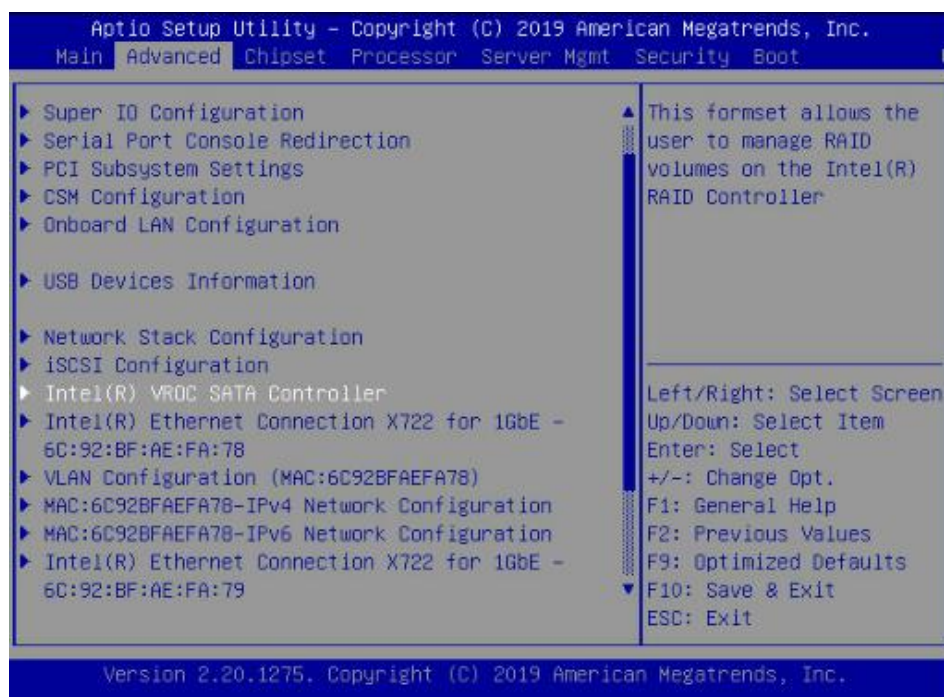 Aptio Setup Utility – Copyright (C) 2019 American Megatrends, Inc.
Main Advanced Chipset Processor Server Mgmt Security Boot
Super IO Configuration
Serial Port Console Redirection
PCI Subsystem Settings
CSM Configuration
Onboard LAN Configuration
USB Devices Information
Network Stack Configuration
iSCSI Configuration
Intel(R) VROC SATA Controller
Intel(R) Ethernet Connection X722 for 1GbE –
6C:92:BF:AE:FA:78
VLAN Configuration (MAC:6C92BFAEFA78)
MAC:6C92BFAEFA78-IPv4 Network Configuration
MAC:6C92BFAEFA78-IPv6 Network Configuration
Intel(R) Ethernet Connection X722 for 1GbE –
6C:92:BF:AE:FA:79
This formset allows the
user to manage RAID
volumes on the Intel(R)
RAID Controller
Left/Right: Select Screen
Up/Down: Select Item
Enter: Select
+/-: Change Opt.
F1: General Help
F2: Previous Values
F9: Optimized Defaults
F10: Save & Exit
ESC: Exit
Version 2.20.1275. Copyright (C) 2019 American Megatrends, Inc.